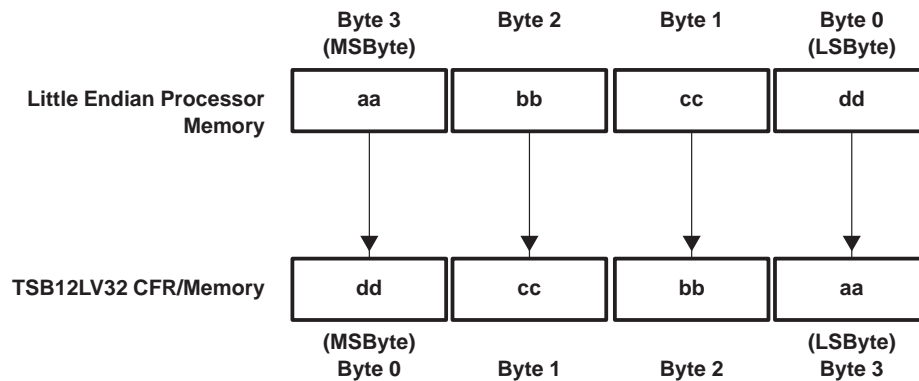 Byte 3 Byte 2 Byte 1 Byte 0
(MSByte) (LSByte)
Little Endian Processor aa bb cc dd
Memory
TSB12LV32 CFR/Memory dd cc bb aa
(MSByte) (LSByte)
Byte 0 Byte 1 Byte 2 Byte 3